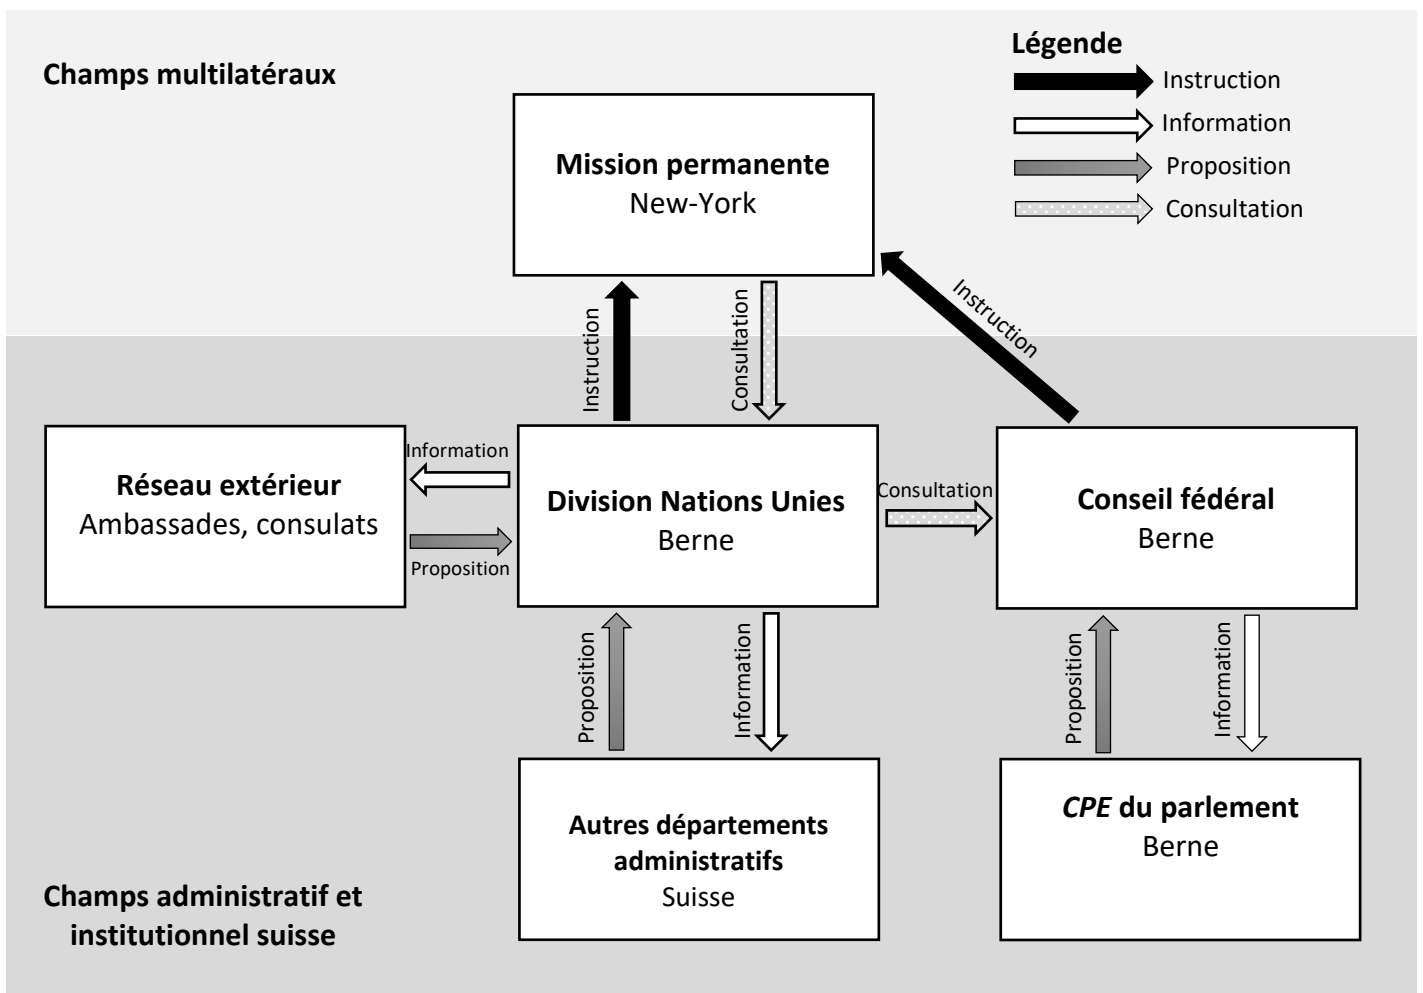 Champs multilatéraux
Légende
Instruction
Information
Proposition
Consultation
Mission permanente
New-York
Instruction
Consultation
Instruction
Réseau extérieur
Ambassades, consulats
Information
Proposition
Division Nations Unies
Berne
Consultation
Conseil fédéral
Berne
Proposition
Information
Proposition
Information
Autres départements
administratifs
Suisse
CPE du parlement
Berne
Champs administratif et
institutionnel suisse